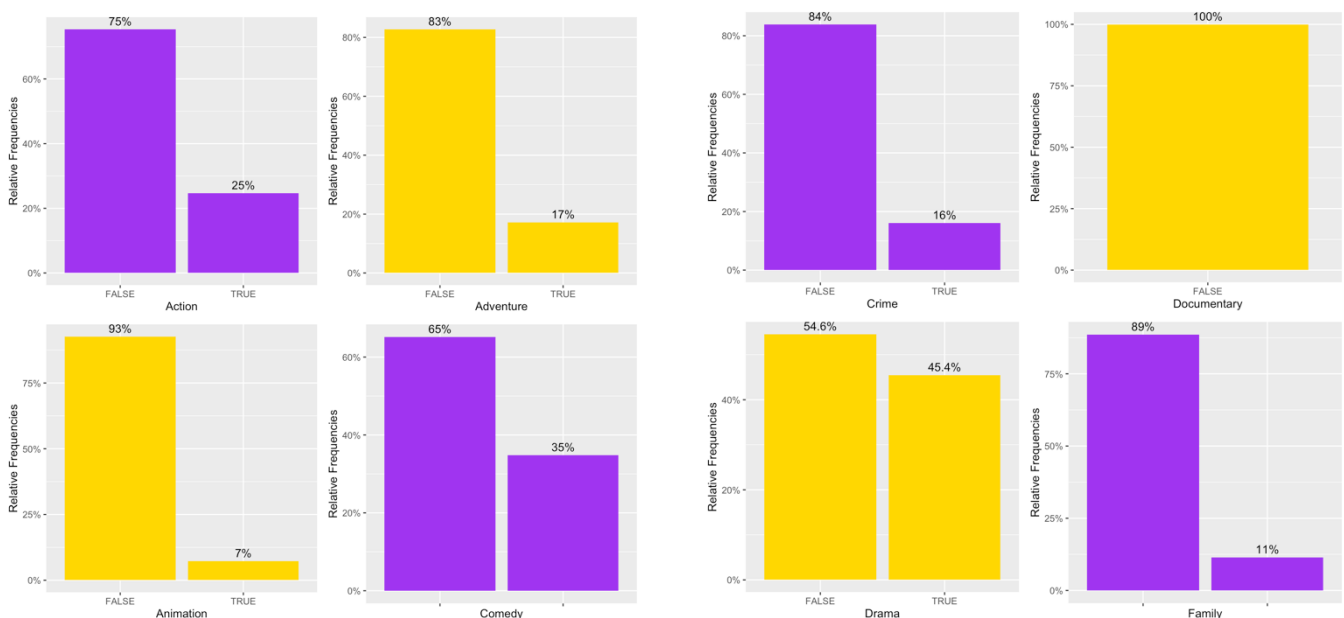 75%
Relative Frequencies
60%
40%
20%
0%
25%
FALSE
TRUE
Action
83%
Relative Frequencies
80%
60%
40%
20%
0%
17%
FALSE
TRUE
Adventure
84%
Relative Frequencies
80%
60%
40%
20%
0%
16%
FALSE
TRUE
Crime
100%
Relative Frequencies
100%
75%
50%
25%
0%
FALSE
Documentary
93%
Relative Frequencies
75%
50%
25%
0%
7%
FALSE
TRUE
Animation
65%
Relative Frequencies
60%
40%
20%
0%
35%
Comedy
54.6%
Relative Frequencies
40%
20%
0%
45.4%
FALSE
TRUE
Drama
89%
Relative Frequencies
75%
50%
25%
0%
11%
Family